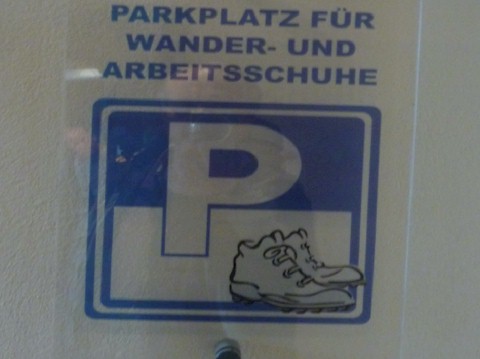 PARKPLATZ FÜR
WANDER- UND
ARBEITSSCHUHE
P